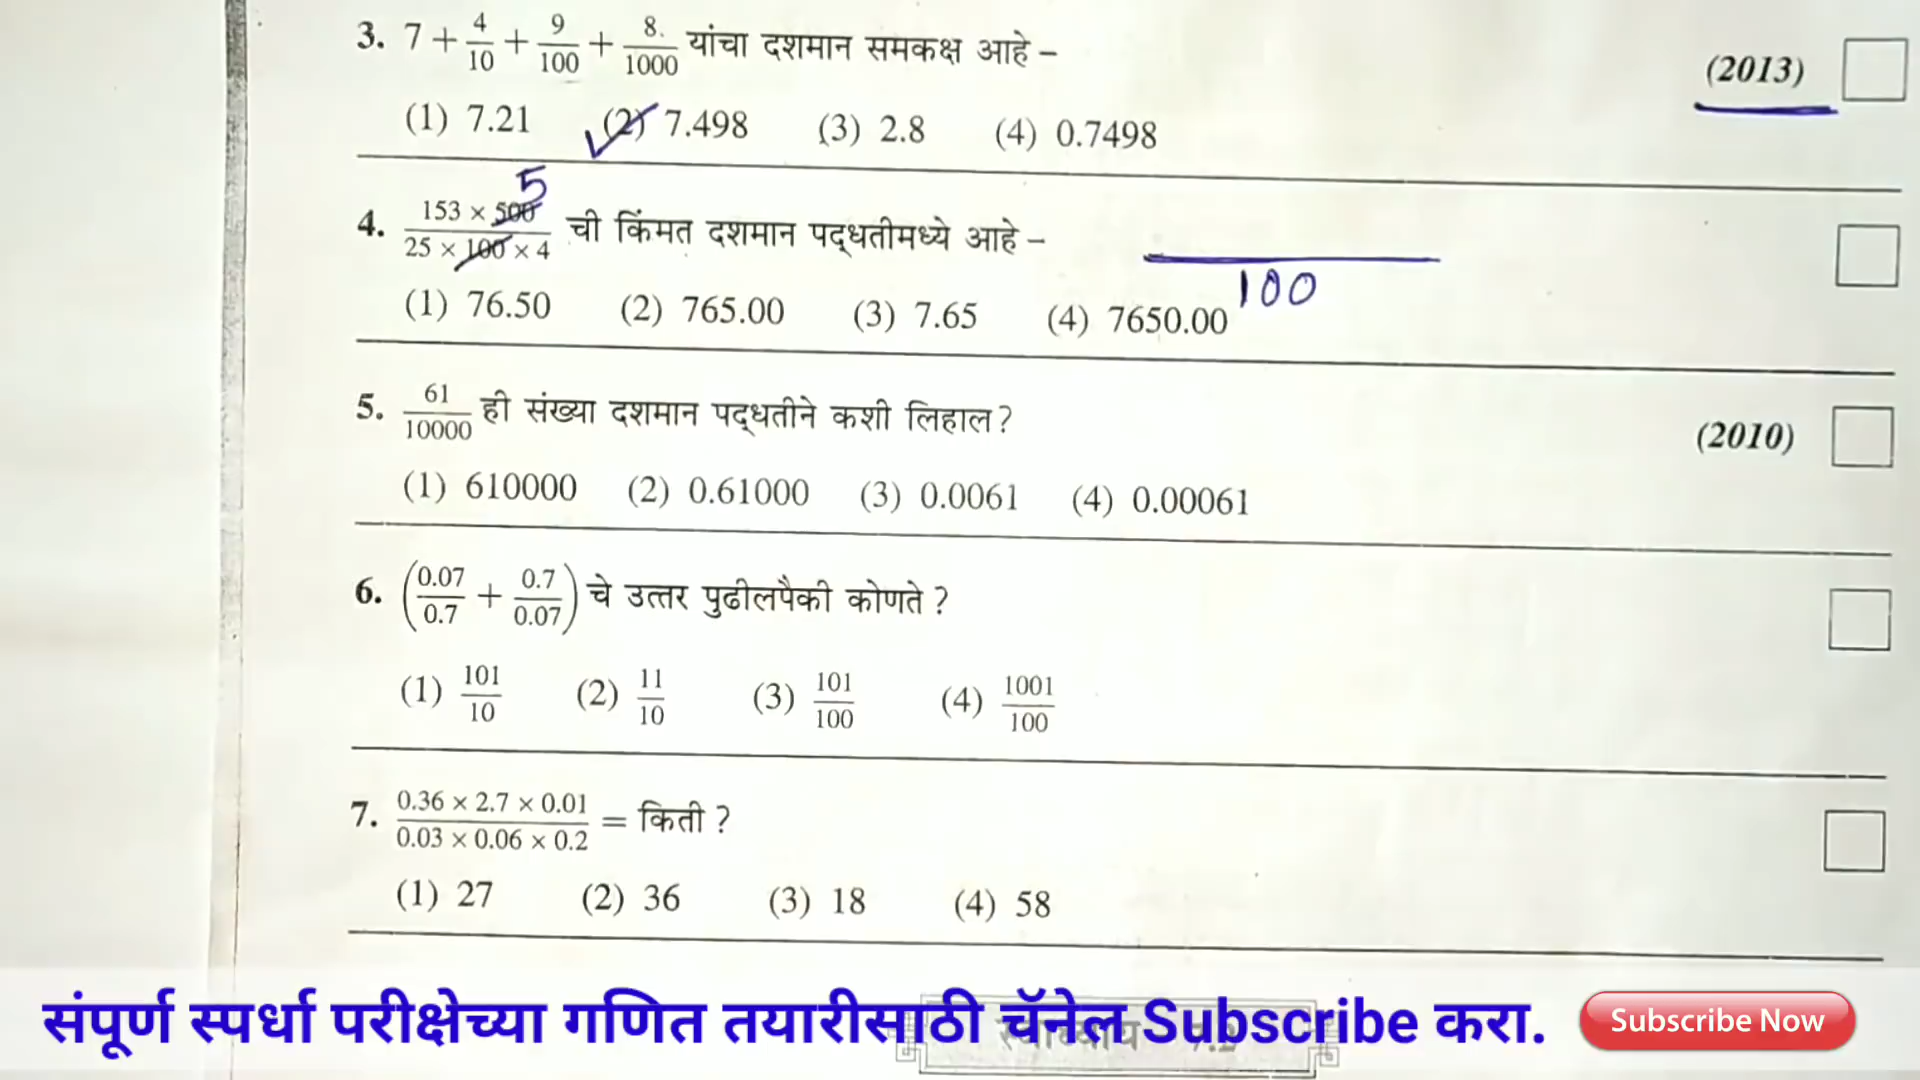 3. 7 + 4/10 + 9/100 + 8/1000 यांचा दशमान समकक्ष आहे –
(2013)
(1) 7.21 (2) 7.498 (3) 2.8 (4) 0.7498
5
4. 153 × 500 / 25 × 100 × 4 ची किंमत दशमान पद्धतीमध्ये आहे –
100
(1) 76.50 (2) 765.00 (3) 7.65 (4) 7650.00
5. 61/10000 ही संख्या दशमान पद्धतीने कशी लिहाल?
(2010)
(1) 610000 (2) 0.61000 (3) 0.0061 (4) 0.00061
6. (0.07/0.7 + 0.7/0.07) चे उत्तर पुढीलपैकी कोणते ?
(1) 101/10 (2) 11/10 (3) 101/100 (4) 1001/100
7. 0.36 × 2.7 × 0.01 / 0.03 × 0.06 × 0.2 = किती ?
(1) 27 (2) 36 (3) 18 (4) 58
संपूर्ण स्पर्धा परीक्षेच्या गणित तयारीसाठी चॅनेल Subscribe करा.
Subscribe Now